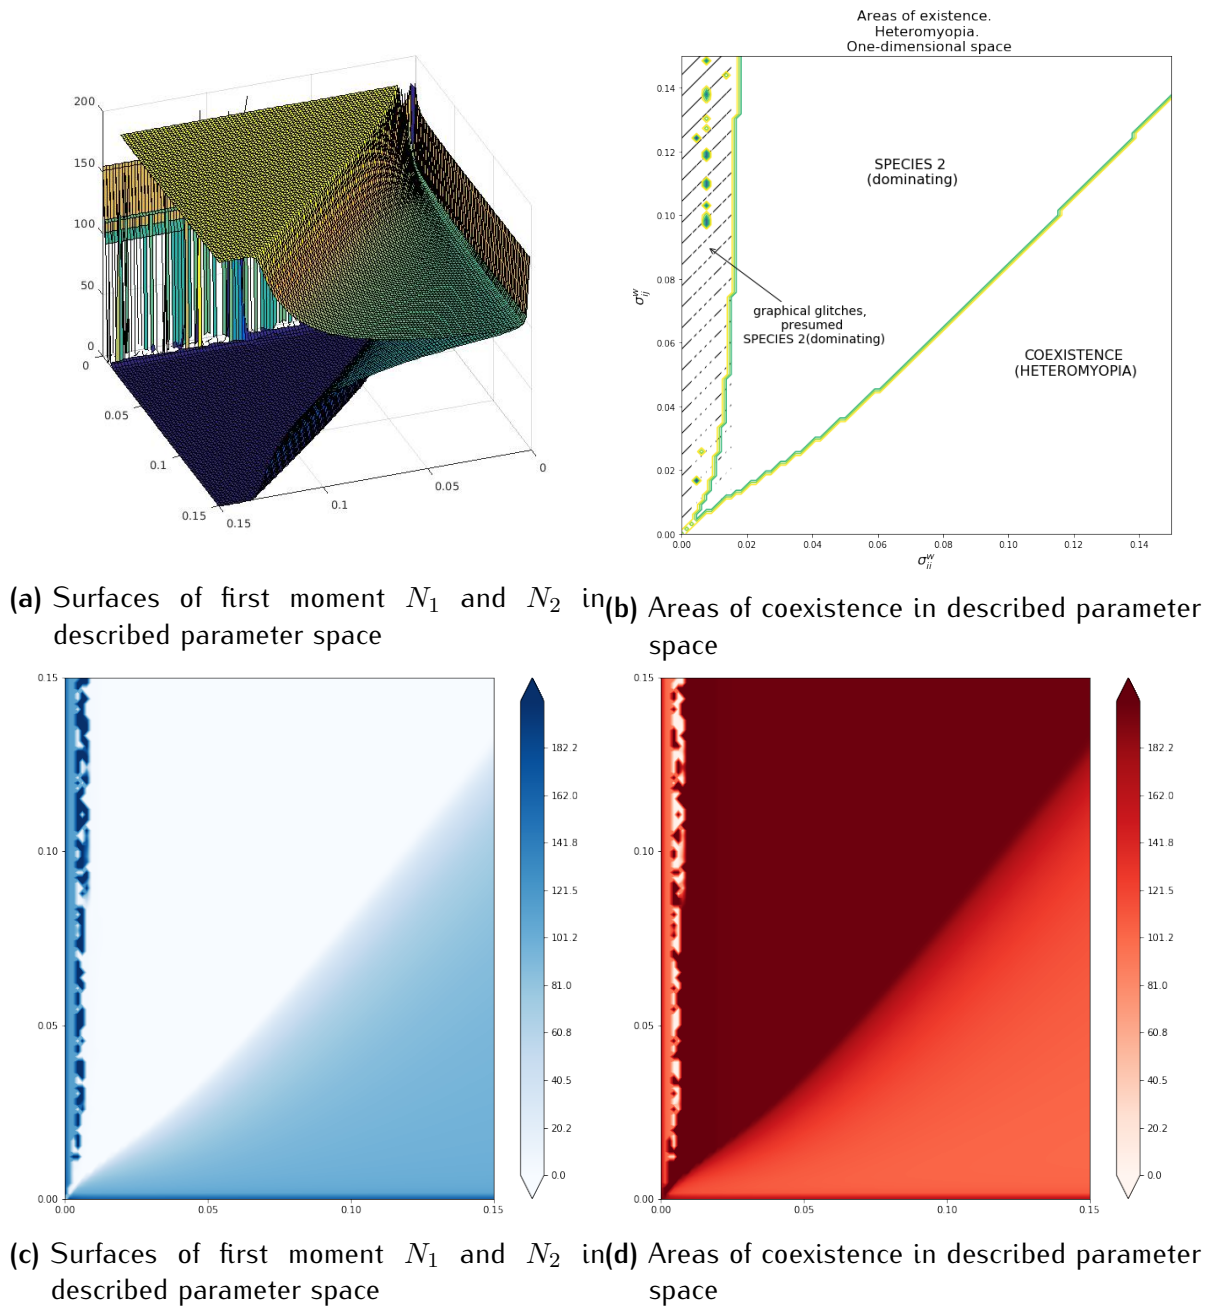 200
150
100
50
0
0
0.05
0.1
0.15
0.15
0.1
0.05
0
Areas of existence.
Heteromyopia.
One-dimensional space
0.14
0.12
0.10
0.08
0.06
0.04
0.02
0.00
σ_ij^w
SPECIES 2
(dominating)
graphical glitches,
presumed
SPECIES 2(dominating)
COEXISTENCE
(HETEROMYOPIA)
0.00 0.02 0.04 0.06 0.08 0.10 0.12 0.14
σ_ii^w
(a) Surfaces of first moment N₁ and N₂ in
described parameter space
(b) Areas of coexistence in described parameter
space
0.15
0.10
0.05
0.00
0.00 0.05 0.10 0.15
182.2
162.0
141.8
121.5
101.2
81.0
60.8
40.5
20.2
0.0
0.15
0.10
0.05
0.00
0.00 0.05 0.10 0.15
182.2
162.0
141.8
121.5
101.2
81.0
60.8
40.5
20.2
0.0
(c) Surfaces of first moment N₁ and N₂ in
described parameter space
(d) Areas of coexistence in described parameter
space